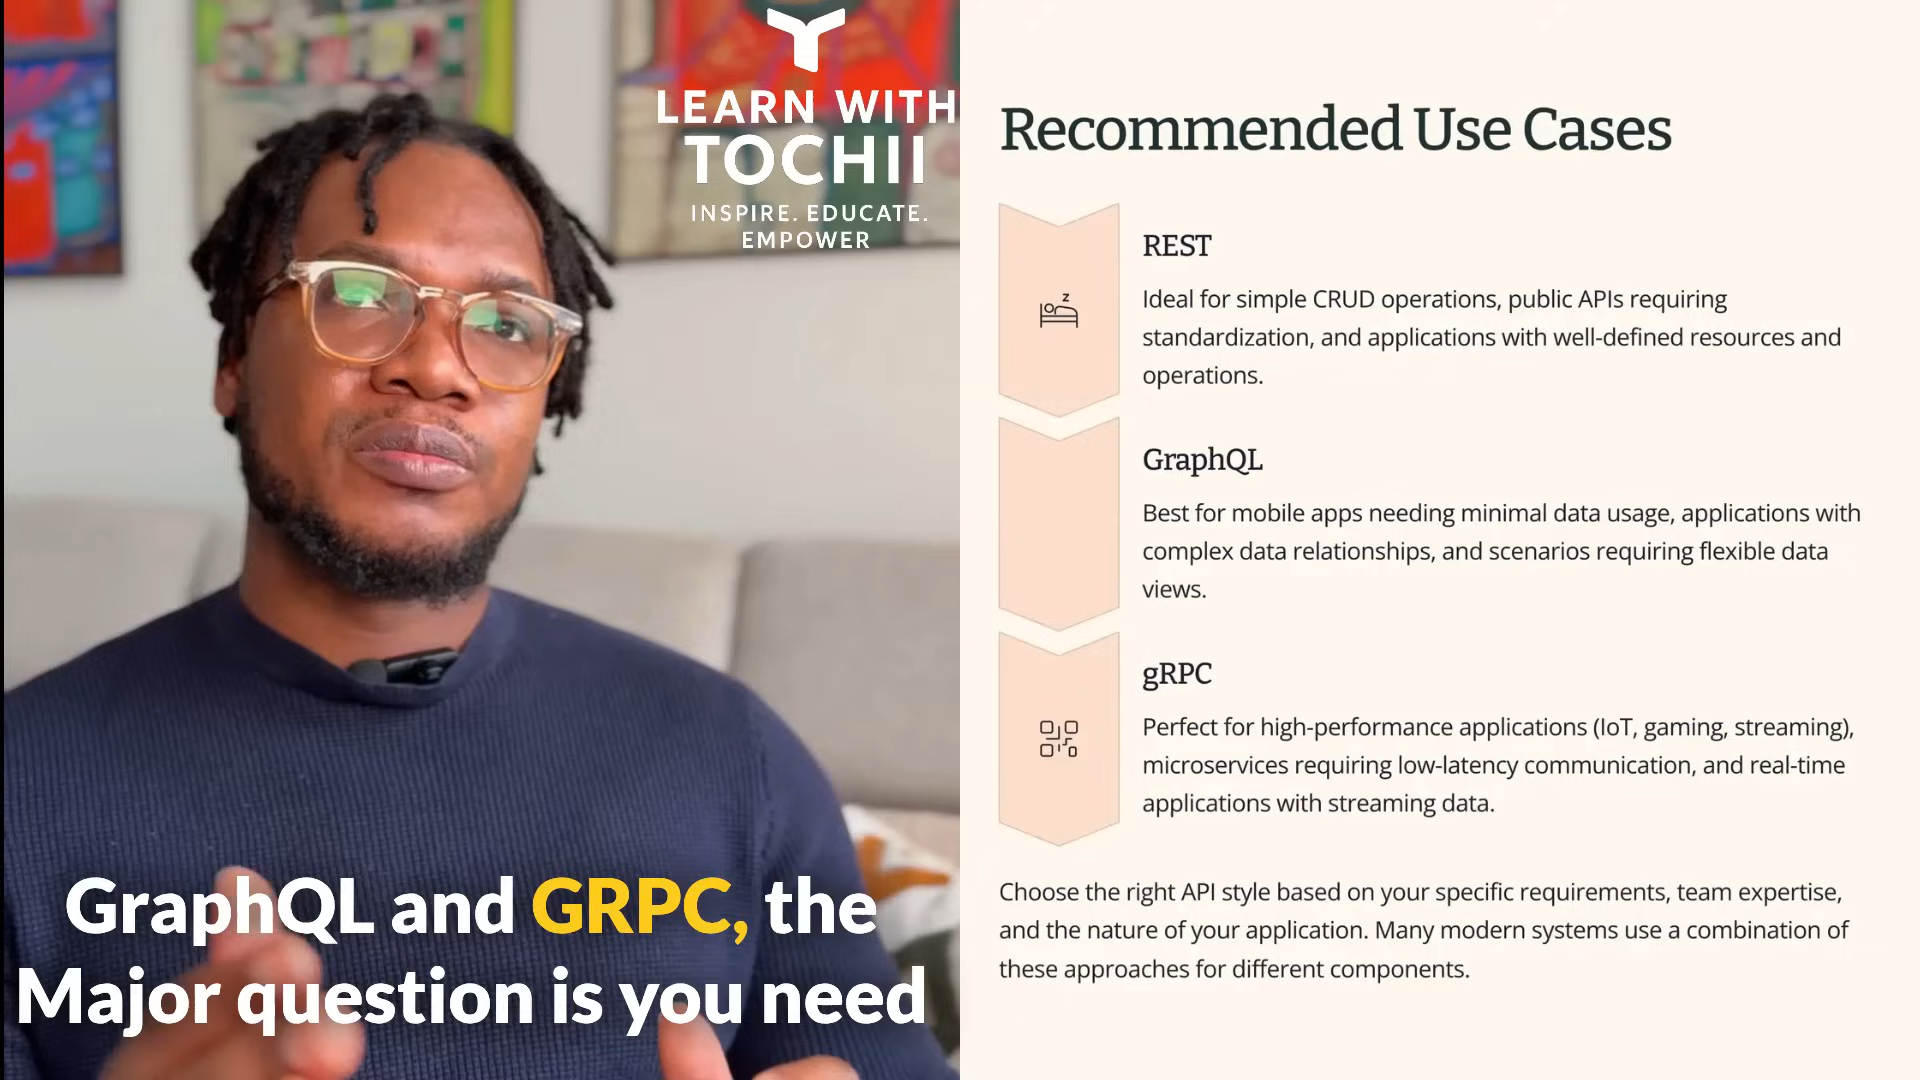 LEARN WITH
TOCHII
INSPIRE. EDUCATE.
EMPOWER
GraphQL and GRPC, the
Major question is you need
Recommended Use Cases
REST
Ideal for simple CRUD operations, public APIs requiring
standardization, and applications with well-defined resources and
operations.
GraphQL
Best for mobile apps needing minimal data usage, applications with
complex data relationships, and scenarios requiring flexible data
views.
gRPC
Perfect for high-performance applications (IoT, gaming, streaming),
microservices requiring low-latency communication, and real-time
applications with streaming data.
Choose the right API style based on your specific requirements, team expertise,
and the nature of your application. Many modern systems use a combination of
these approaches for different components.